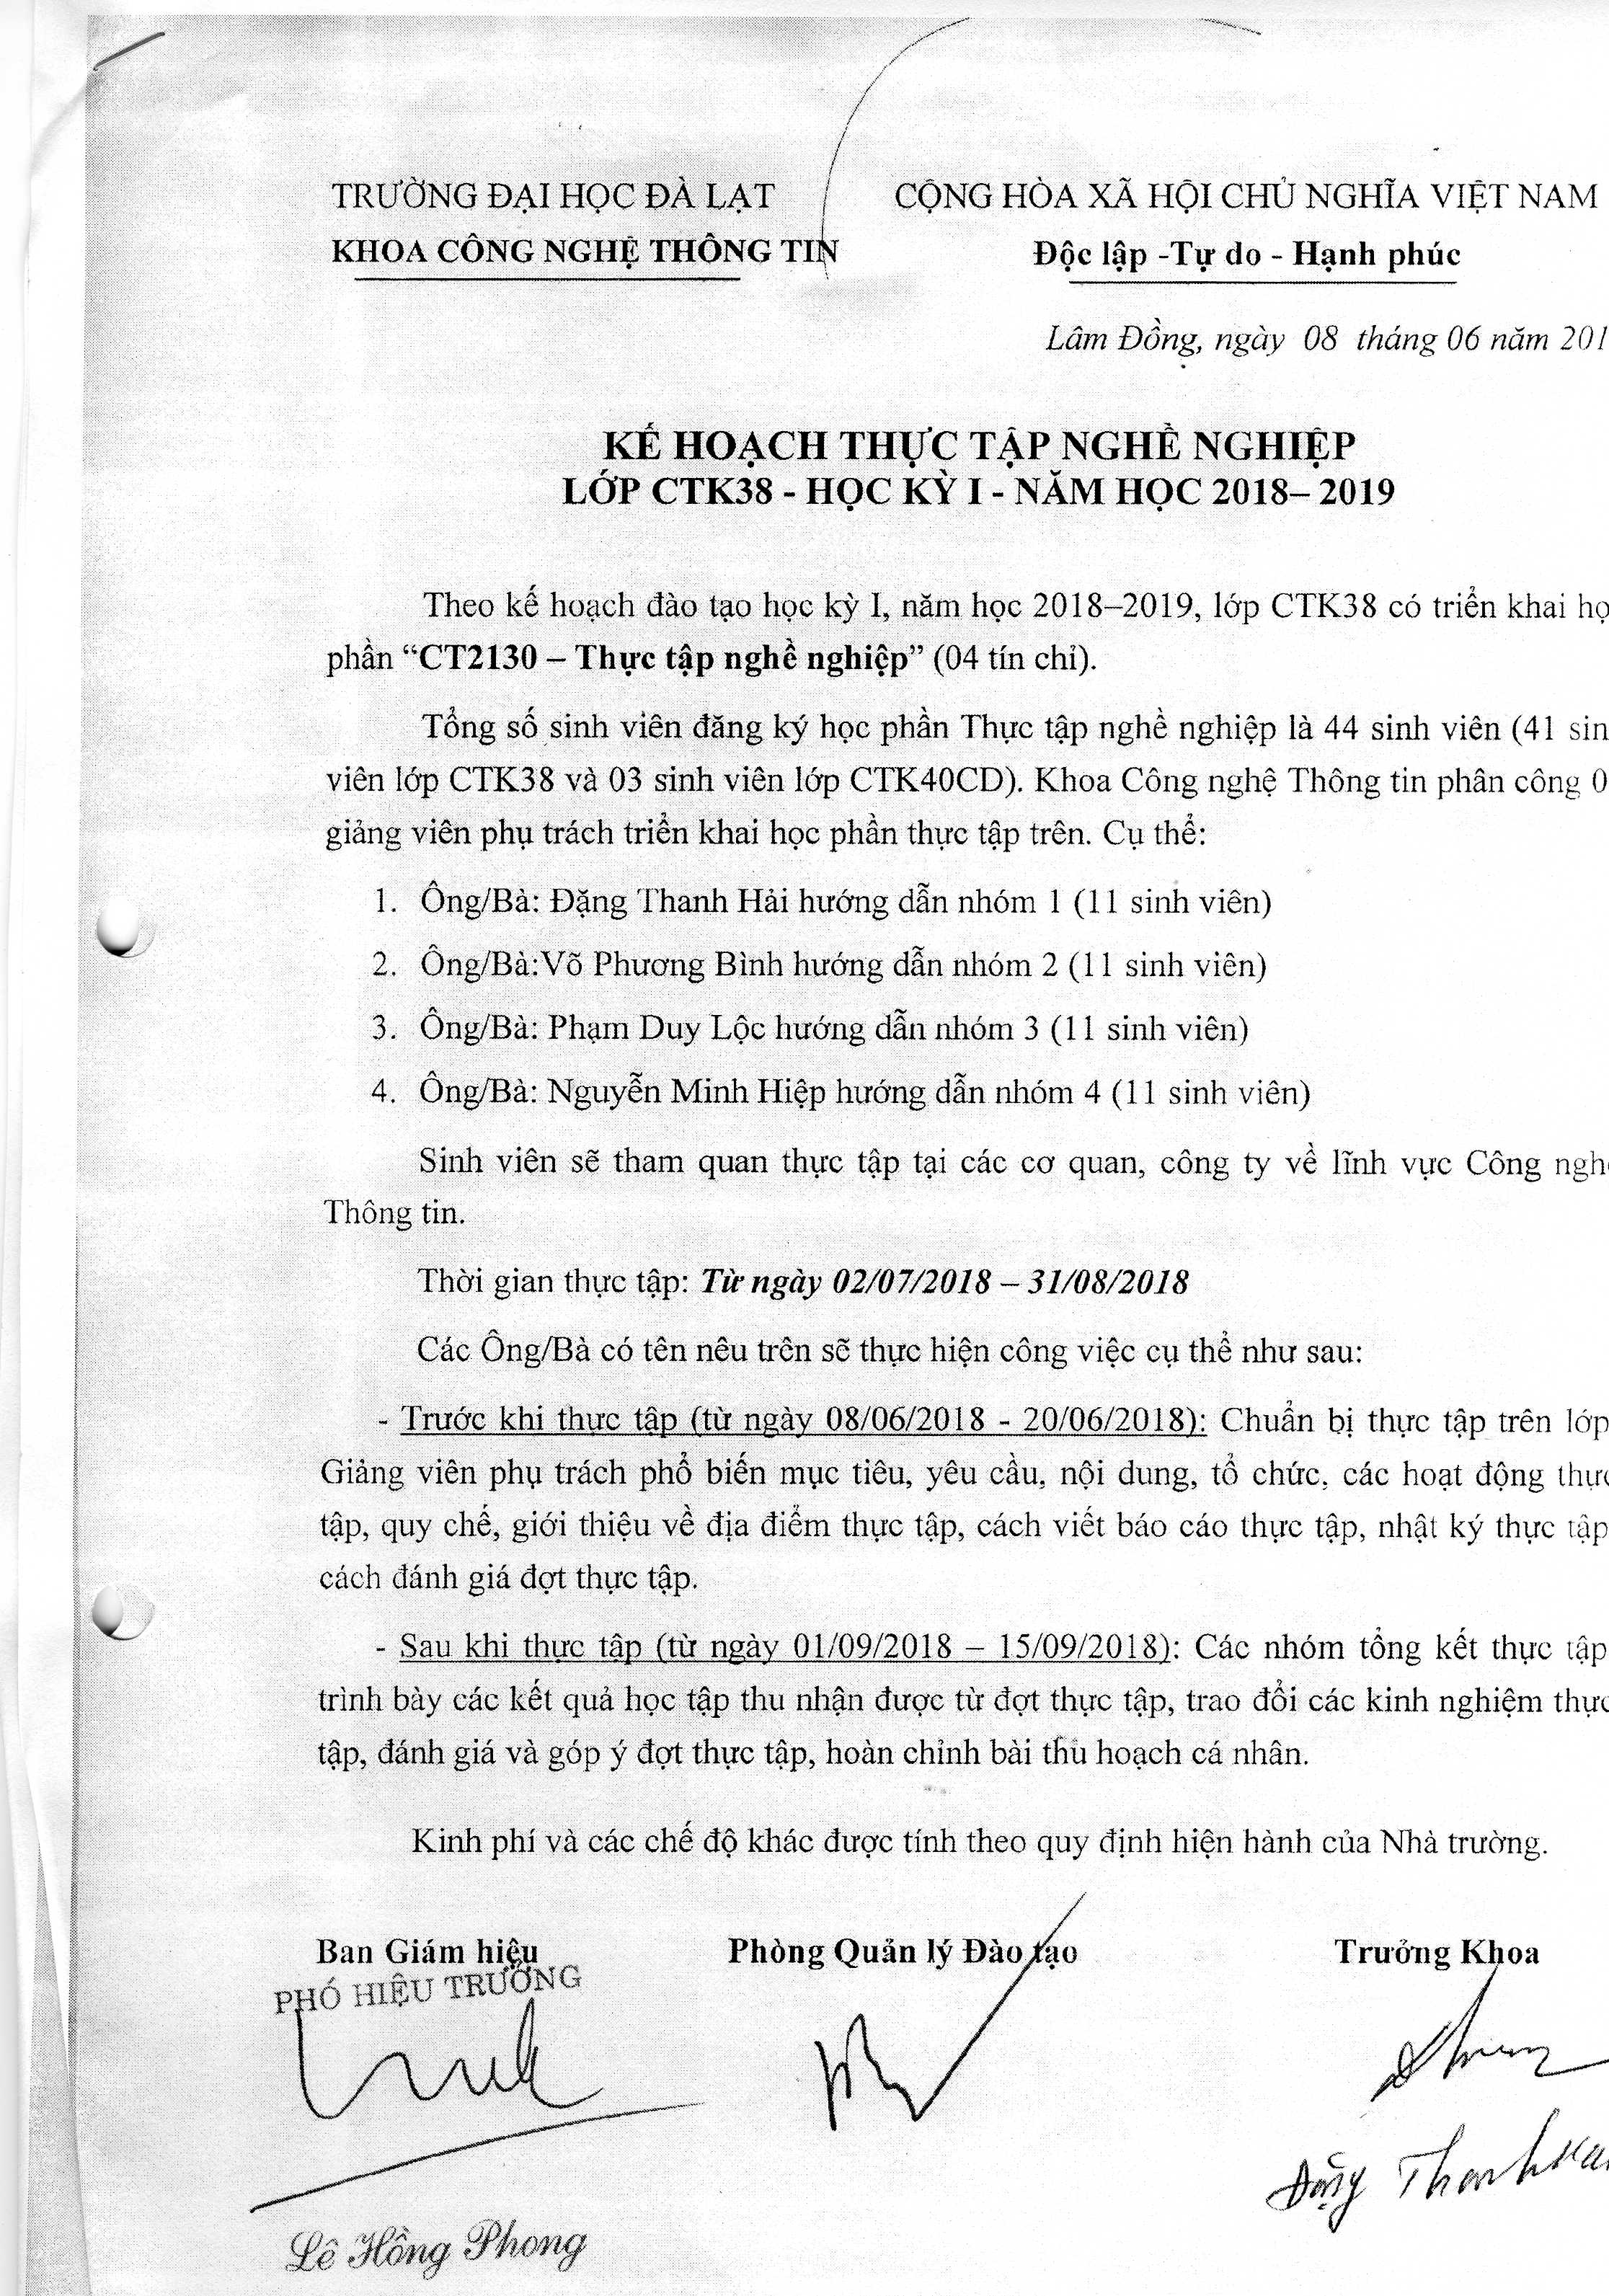 TRƯỜNG ĐẠI HỌC ĐÀ LẠT
KHOA CÔNG NGHỆ THÔNG TIN
CỘNG HÒA XÃ HỘI CHỦ NGHĨA VIỆT NAM
Độc lập -Tự do - Hạnh phúc
Lâm Đồng, ngày 08 tháng 06 năm 201
KẾ HOẠCH THỰC TẬP NGHỀ NGHIỆP
LỚP CTK38 - HỌC KỲ I - NĂM HỌC 2018– 2019
Theo kế hoạch đào tạo học kỳ I, năm học 2018–2019, lớp CTK38 có triển khai họ
phần “CT2130 – Thực tập nghề nghiệp” (04 tín chỉ).
Tổng số sinh viên đăng ký học phần Thực tập nghề nghiệp là 44 sinh viên (41 sin
viên lớp CTK38 và 03 sinh viên lớp CTK40CD). Khoa Công nghệ Thông tin phân công 0
giảng viên phụ trách triển khai học phần thực tập trên. Cụ thể:
1. Ông/Bà: Đặng Thanh Hải hướng dẫn nhóm 1 (11 sinh viên)
2. Ông/Bà:Võ Phương Bình hướng dẫn nhóm 2 (11 sinh viên)
3. Ông/Bà: Phạm Duy Lộc hướng dẫn nhóm 3 (11 sinh viên)
4. Ông/Bà: Nguyễn Minh Hiệp hướng dẫn nhóm 4 (11 sinh viên)
Sinh viên sẽ tham quan thực tập tại các cơ quan, công ty về lĩnh vực Công ngh
Thông tin.
Thời gian thực tập: Từ ngày 02/07/2018 – 31/08/2018
Các Ông/Bà có tên nêu trên sẽ thực hiện công việc cụ thể như sau:
- Trước khi thực tập (từ ngày 08/06/2018 - 20/06/2018): Chuẩn bị thực tập trên lớp
Giảng viên phụ trách phổ biến mục tiêu, yêu cầu, nội dung, tổ chức, các hoạt động thực
tập, quy chế, giới thiệu về địa điểm thực tập, cách viết báo cáo thực tập, nhật ký thực tập
cách đánh giá đợt thực tập.
- Sau khi thực tập (từ ngày 01/09/2018 – 15/09/2018): Các nhóm tổng kết thực tập
trình bày các kết quả học tập thu nhận được từ đợt thực tập, trao đổi các kinh nghiệm thực
tập, đánh giá và góp ý đợt thực tập, hoàn chỉnh bài thu hoạch cá nhân.
Kinh phí và các chế độ khác được tính theo quy định hiện hành của Nhà trường.
Ban Giám hiệu
PHÓ HIỆU TRƯỞNG
Phòng Quản lý Đào tạo
Trưởng Khoa
Đặng Thanh
Lê Hồng Phong